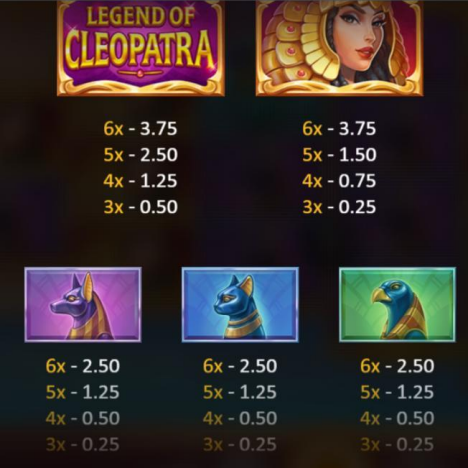 LEGEND OF
CLEOPATRA
6x - 3.75
5x - 2.50
4x - 1.25
3x - 0.50
6x - 3.75
5x - 1.50
4x - 0.75
3x - 0.25
6x - 2.50
5x - 1.25
4x - 0.50
3x - 0.25
6x - 2.50
5x - 1.25
4x - 0.50
3x - 0.25
6x - 2.50
5x - 1.25
4x - 0.50
3x - 0.25